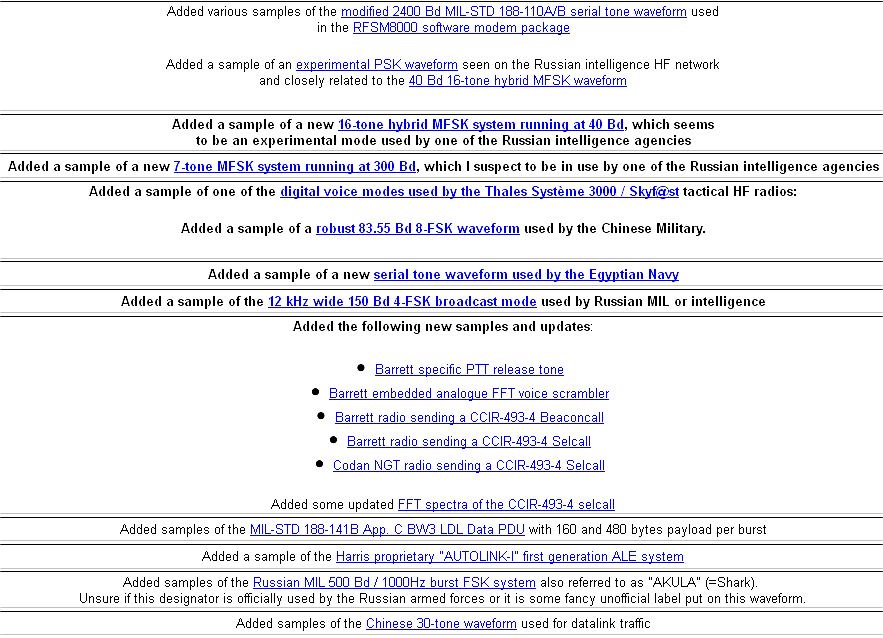 Added various samples of the modified 2400 Bd MIL-STD 188-110A/B serial tone waveform used
in the RFSM8000 software modem package
Added a sample of an experimental PSK waveform seen on the Russian intelligence HF network
and closely related to the 40 Bd 16-tone hybrid MFSK waveform
Added a sample of a new 16-tone hybrid MFSK system running at 40 Bd, which seems
to be an experimental mode used by one of the Russian intelligence agencies
Added a sample of a new 7-tone MFSK system running at 300 Bd, which I suspect to be in use by one of the Russian intelligence agencies
Added a sample of one of the digital voice modes used by the Thales Système 3000 / Skyf@st tactical HF radios:
Added a sample of a robust 83.55 Bd 8-FSK waveform used by the Chinese Military.
Added a sample of a new serial tone waveform used by the Egyptian Navy
Added a sample of the 12 kHz wide 150 Bd 4-FSK broadcast mode used by Russian MIL or intelligence
Added the following new samples and updates:
• Barrett specific PTT release tone
• Barrett embedded analogue FFT voice scrambler
• Barrett radio sending a CCIR-493-4 Beaconcall
• Barrett radio sending a CCIR-493-4 Selcall
• Codan NGT radio sending a CCIR-493-4 Selcall
Added some updated FFT spectra of the CCIR-493-4 selcall
Added samples of the MIL-STD 188-141B App. C BW3 LDL Data PDU with 160 and 480 bytes payload per burst
Added a sample of the Harris proprietary "AUTOLINK-I" first generation ALE system
Added samples of the Russian MIL 500 Bd / 1000Hz burst FSK system also referred to as "AKULA" (=Shark).
Unsure if this designator is officially used by the Russian armed forces or it is some fancy unofficial label put on this waveform.
Added samples of the Chinese 30-tone waveform used for datalink traffic